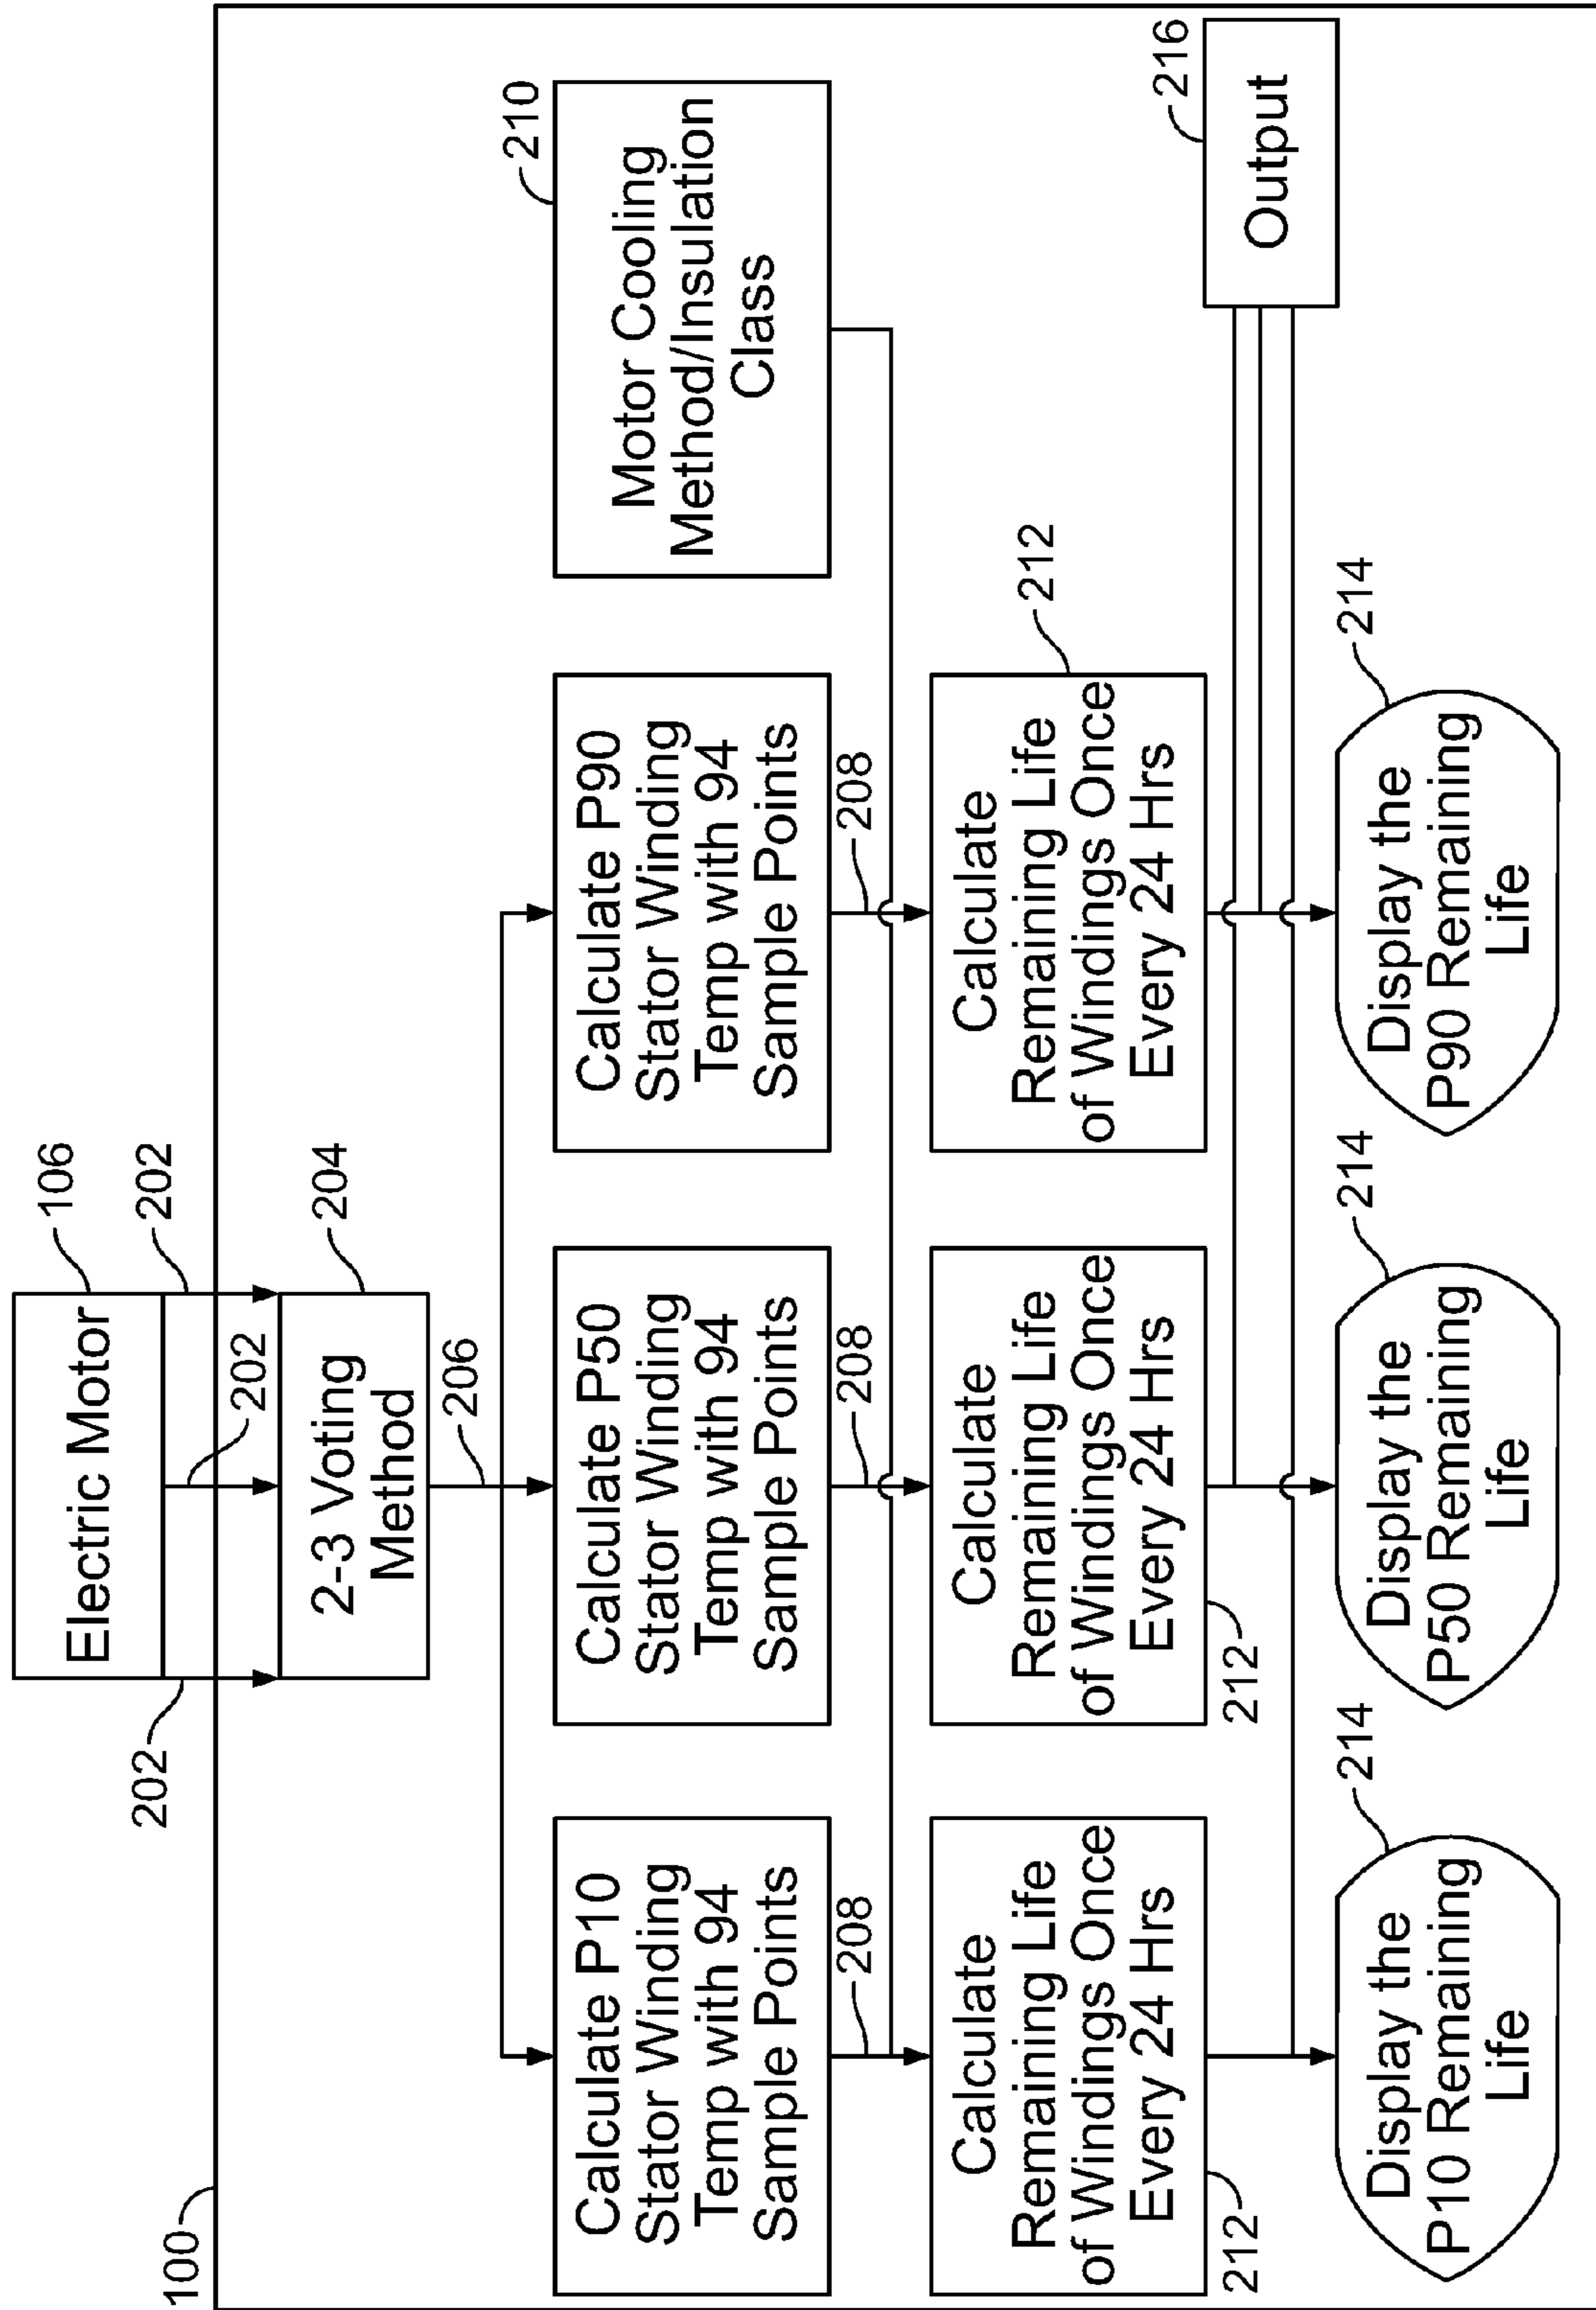 100
Electric Motor
106
202
202
202
2-3 Voting
Method
204
206
Calculate P10
Stator Winding
Temp with 94
Sample Points
Calculate P50
Stator Winding
Temp with 94
Sample Points
Calculate P90
Stator Winding
Temp with 94
Sample Points
Motor Cooling
Method/Insulation
Class
210
208
208
208
Calculate
Remaining Life
of Windings Once
Every 24 Hrs
212
Calculate
Remaining Life
of Windings Once
Every 24 Hrs
212
Calculate
Remaining Life
of Windings Once
Every 24 Hrs
212
Output
216
Display the
P10 Remaining
Life
214
Display the
P50 Remaining
Life
214
Display the
P90 Remaining
Life
214